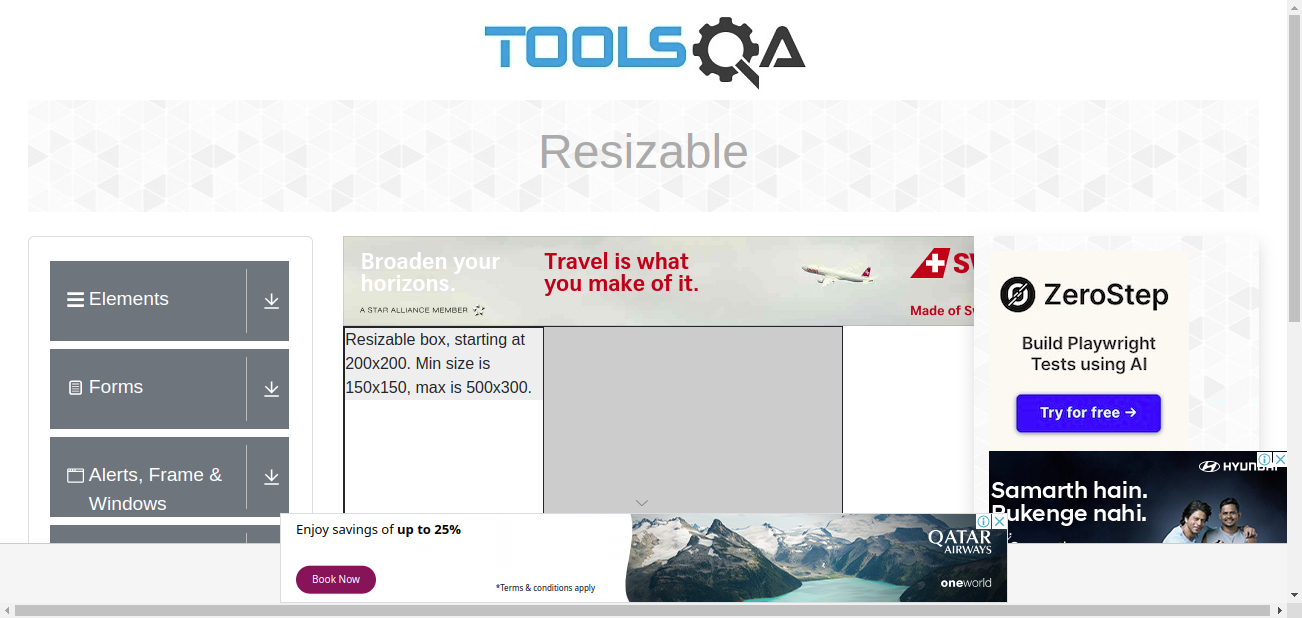 TOOLSQA
Resizable
Elements
Forms
Alerts, Frame &
Windows
Broaden your
horizons.
A STAR ALLIANCE MEMBER
Travel is what
you make of it.
SW
Made of Sw
Resizable box, starting at
200x200. Min size is
150x150, max is 500x300.
ZeroStep
Build Playwright
Tests using AI
Try for free →
HYUNDAI
Samarth hain.
Rukenge nahi.
Enjoy savings of up to 25%
Book Now
*Terms & conditions apply
QATAR
AIRWAYS
oneworld